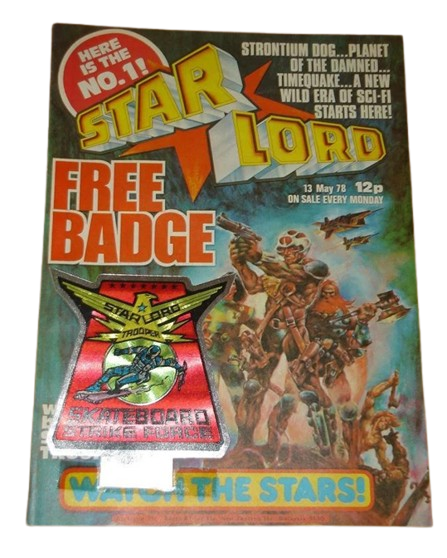 HERE
IS THE
NO.1!
STAR
LORD
STRONTIUM DOG...PLANET
OF THE DAMNED...
TIMEQUAKE...A NEW
WILD ERA OF SCI-FI
STARTS HERE!
13 May 78 12p
ON SALE EVERY MONDAY
FREE
BADGE
STARLORD
TROOPER
SKATEBOARD
STRIKE FORCE
WATCH THE STARS!